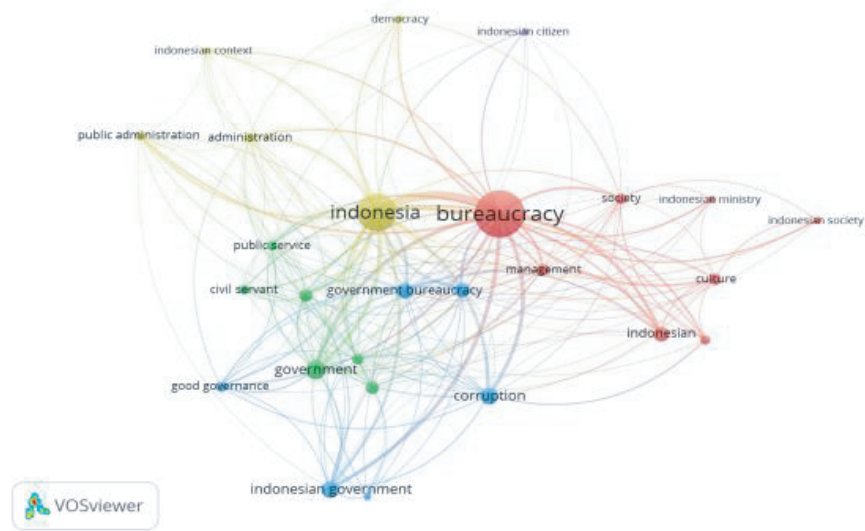 democracy
indonesian citizen
indonesian context
public administration
administration
society
indonesian ministry
indonesia
bureaucracy
indonesian society
public service
management
culture
civil servant
government bureaucracy
indonesian
government
good governance
corruption
indonesian government
VOSviewer